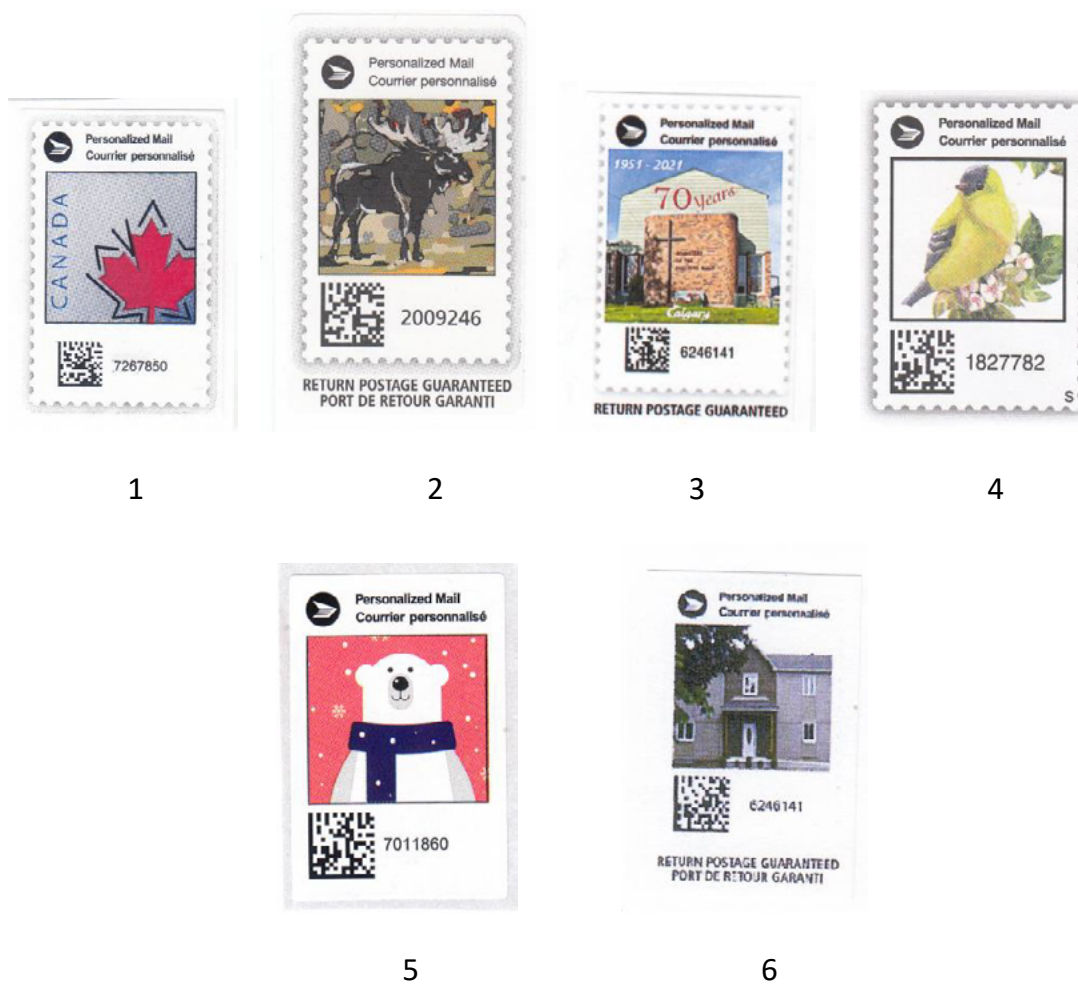 Personalized Mail
Courrier personnalisé
CANADA
7267850
1
Personalized Mail
Courrier personnalisé
2009246
RETURN POSTAGE GUARANTEED
PORT DE RETOUR GARANTI
2
Personalized Mail
Courrier personnalisé
1951 - 2021
70 Years
Calgary
6246141
RETURN POSTAGE GUARANTEED
3
Personalized Mail
Courrier personnalisé
1827782
S
4
Personalized Mail
Courrier personnalisé
7011860
5
Personalized Mail
Courrier personnalisé
6246141
RETURN POSTAGE GUARANTEED
PORT DE RETOUR GARANTI
6